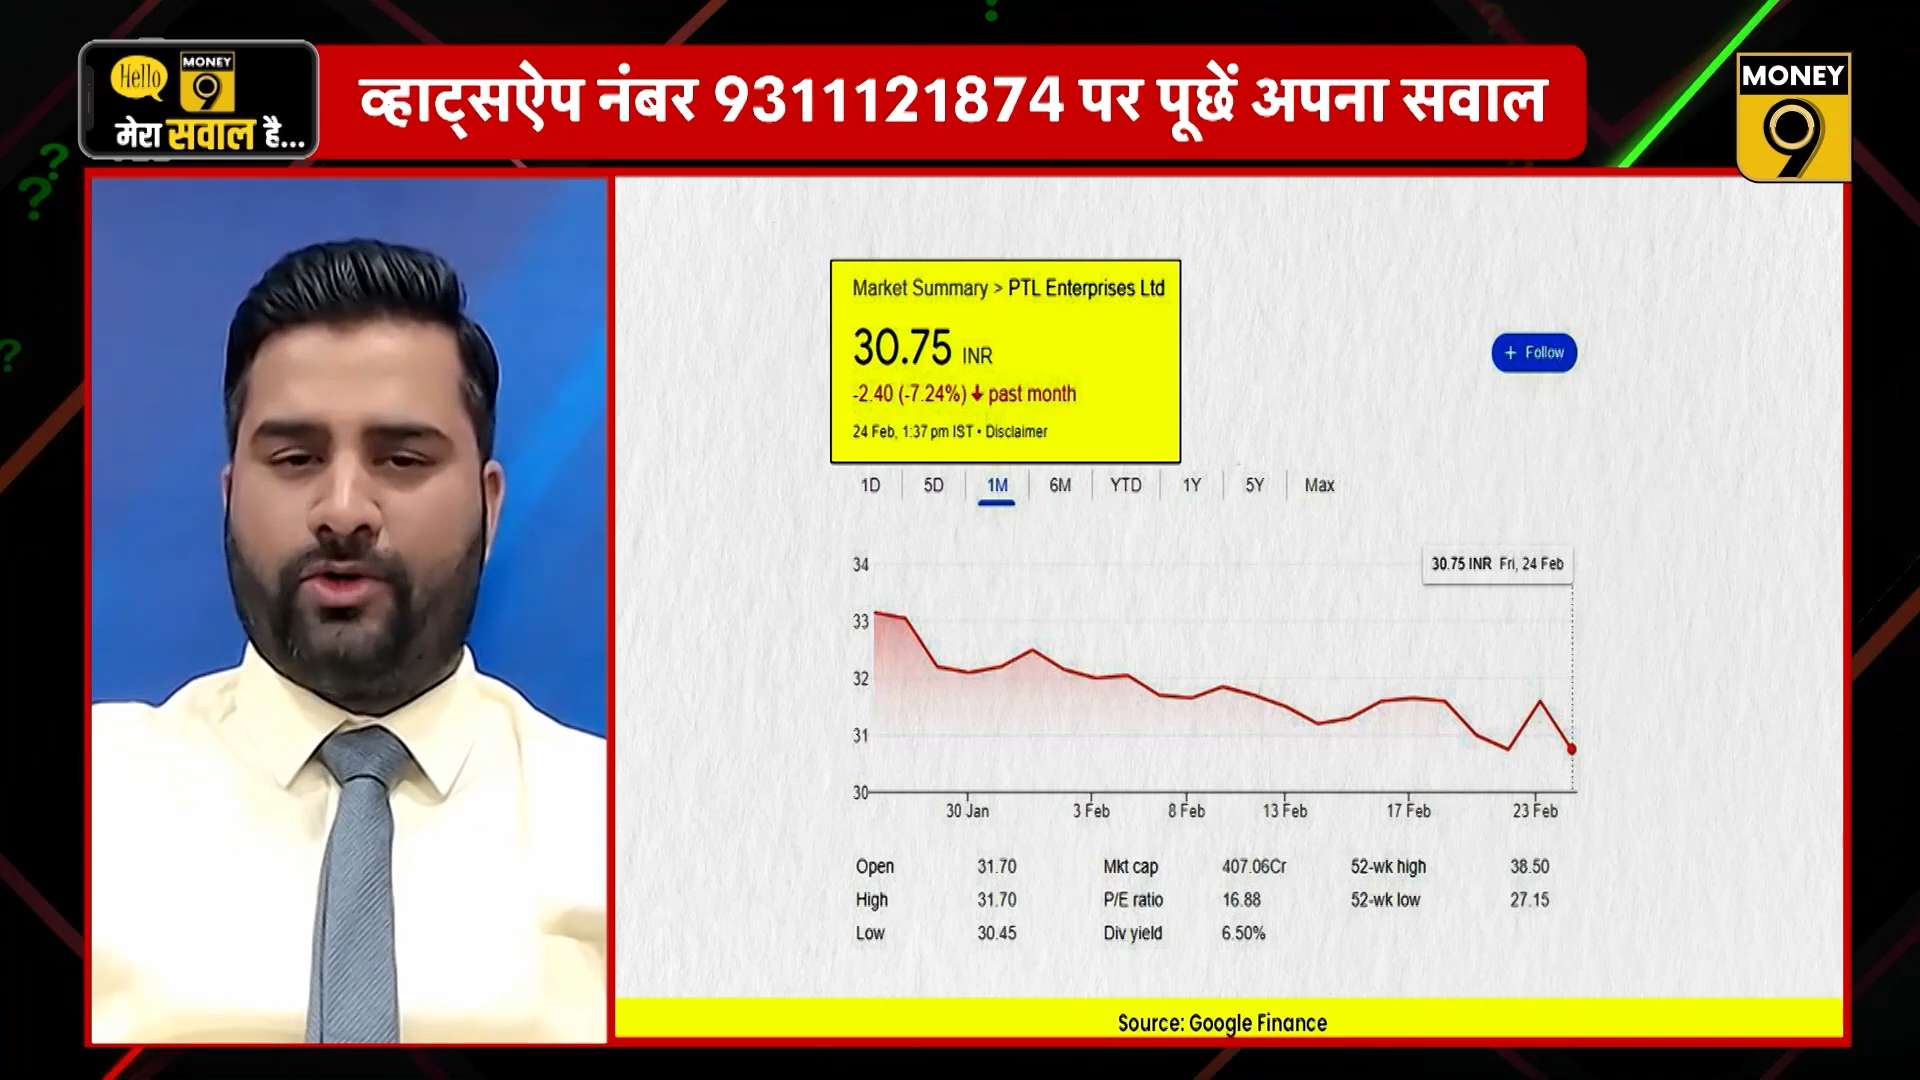 Hello
MONEY
9
मेरा सवाल है...
व्हाट्सऐप नंबर 9311121874 पर पूछें अपना सवाल
MONEY
9
Market Summary > PTL Enterprises Ltd
30.75 INR
-2.40 (-7.24%) ↓ past month
24 Feb, 1:37 pm IST • Disclaimer
+ Follow
1D 5D 1M 6M YTD 1Y 5Y Max
30.75 INR Fri, 24 Feb
34
33
32
31
30
30 Jan 3 Feb 8 Feb 13 Feb 17 Feb 23 Feb
Open 31.70 Mkt cap 407.06Cr 52-wk high 38.50
High 31.70 P/E ratio 16.88 52-wk low 27.15
Low 30.45 Div yield 6.50%
Source: Google Finance